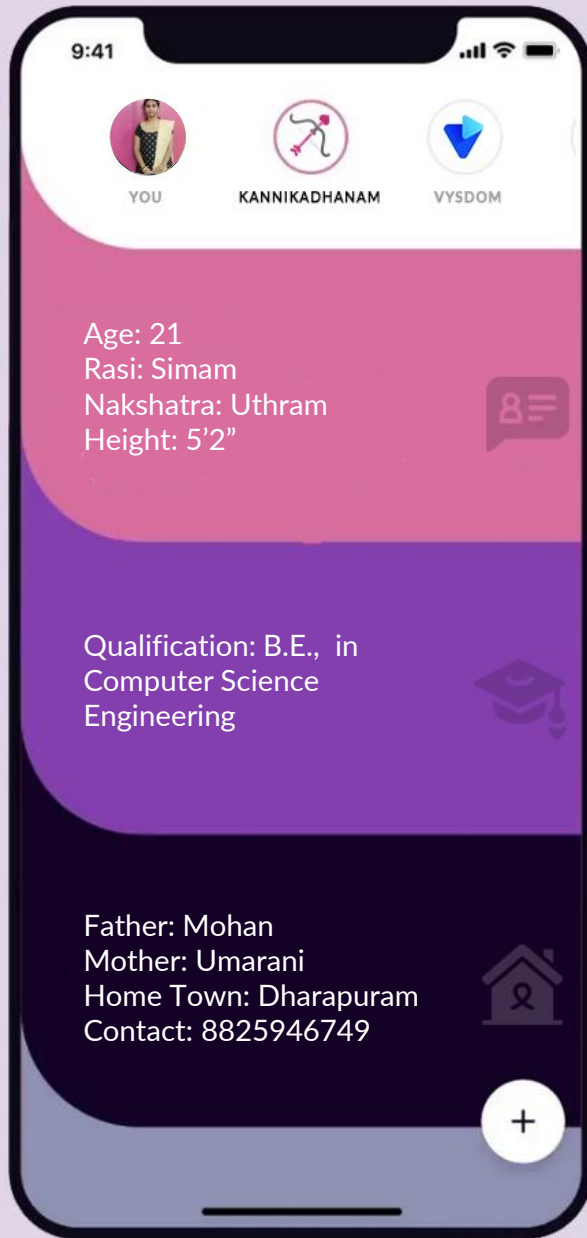 9:41
YOU
KANNIKADHANAM
VYSDOM
Age: 21
Rasi: Simam
Nakshatra: Uthram
Height: 5’2”
Qualification: B.E., in
Computer Science
Engineering
Father: Mohan
Mother: Umarani
Home Town: Dharapuram
Contact: 8825946749
+